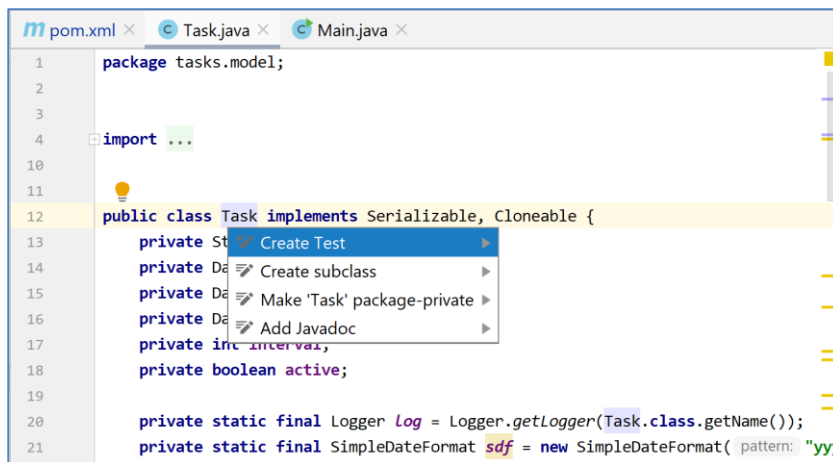 m pom.xml × C Task.java × C Main.java ×
1 package tasks.model;
2
3
4 import ...
10
11
12 public class Task implements Serializable, Cloneable {
13 private St Create Test
14 private Da Create subclass
15 private Da Make 'Task' package-private
16 private Da Add Javadoc
17 private int interval;
18 private boolean active;
19
20 private static final Logger log = Logger.getLogger(Task.class.getName());
21 private static final SimpleDateFormat sdf = new SimpleDateFormat( pattern: "yy